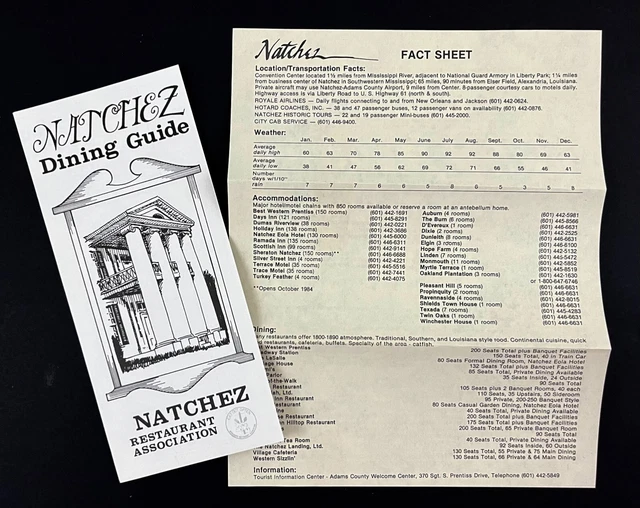 NATCHEZ
Dining Guide
NATCHEZ
RESTAURANT
ASSOCIATION
Natchez
FACT SHEET
Location/Transportation Facts:
Convention Center located 1½ miles from Mississippi River, adjacent to National Guard Armory in Liberty Park; 1¼ miles
from business center of Natchez in Southwestern Mississippi; 65 miles, 90 minutes from Esler Field, Alexandria, Louisiana.
Private aircraft may use Natchez-Adams County Airport, 9 miles from Center. 8-passenger courtesy cars to motels daily.
Highway access is via Liberty Road to U. S. Highway 61 (north & south).
ROYALE AIRLINES — Daily flights connecting to and from New Orleans and Jackson (601) 442-0624.
HOTARD COACHES, INC. — 38 and 47 passenger buses, 12 passenger vans on availability (601) 442-0876.
NATCHEZ HISTORIC TOURS — 22 and 19 passenger Mini-buses (601) 445-2000.
CITY CAB SERVICE — (601) 446-9400.
Weather:
Jan. Feb. Mar. Apr. May June July Aug. Sept. Oct. Nov. Dec.
Average
daily high 60 63 70 78 85 90 92 92 88 80 69 63
Average
daily low 38 41 47 56 62 69 72 71 66 55 46 41
Number
days w/1/10"
rain 7 7 6 5 5 8 6 5 3 5 8
Accommodations:
Major hotel/motel chains with 850 rooms available or reserve a room at an antebellum home.
Best Western Prentiss (150 rooms) (601) 442-1691
Days Inn (121 rooms) (601) 445-8291
Dumas Riverview (38 rooms) (601) 442-0221
Holiday Inn (138 rooms) (601) 442-3686
Natchez Eola Hotel (130 rooms) (601) 445-6000
Ramada Inn (135 rooms) (601) 446-6311
Scottish Inn (99 rooms) (601) 442-9141
Sheraton Natchez (150 rooms)** (601) 446-6688
Silver Street Inn (4 rooms) (601) 442-4221
Terrace Motel (35 rooms) (601) 445-5516
Trace Motel (35 rooms) (601) 442-7441
Turkey Feather (4 rooms) (601) 442-4075
**Opens October 1984
Auburn (4 rooms) (601) 442-5981
The Burn (6 rooms) (601) 445-8566
D'Evereux (1 room) (601) 446-6631
Dixie (2 rooms) (601) 442-2525
Dunleith (8 rooms) (601) 446-6631
Elgin (3 rooms) (601) 446-6100
Hope Farm (4 rooms) (601) 442-5132
Linden (7 rooms) (601) 445-5472
Monmouth (11 rooms) (601) 442-5852
Myrtle Terrace (1 room) (601) 445-5819
Oakland Plantation (3 rooms) (601) 442-1630
or 1-800-647-6746
Pleasant Hill (5 rooms) (601) 446-6631
Propinquity (2 rooms) (601) 446-6631
Ravennaside (4 rooms) (601) 442-8015
Shields Town House (1 room) (601) 446-6631
Texada (7 rooms) (601) 445-4283
Twin Oaks (1 room) (601) 446-6631
Winchester House (1 room) (601) 446-6631
Dining:
restaurants offer 1800-1890 atmosphere. Traditional, Southern, and Louisiana style food. Continental cuisine, quick
restaurants, cafeteria, buffets. Specialty of the area - catfish.
Western Prentiss 200 Seats Total plus Banquet Facilities
Station 150 Seats Total, 40 in Train Car
LaSalle 80 Seats Formal Dining Room, Natchez Eola Hotel
House 132 Seats Total plus Banquet Facilities
85 Seats Total, Private Dining Available
Parlor 35 Seats Inside, Outside
the-Walk 90 Seats Total
Restaurant 105 Seats plus 2 Banquet Rooms, 40 each
Ltd. 110 Seats, 35 Upstairs, 50 Sideroom
Inn Restaurant 95 Private, 200-250 Banquet Style
Restaurant 80 Seats Casual Garden Dining, Natchez Eola Hotel
40 Seats Total, Private Dining Available
Restaurant 200 Seats Total plus Banquet Facilities
Hilltop Restaurant 175 Seats Total plus Banquet Facilities
200 Seats Total, 65 Private Banquet Room
90 Seats Total
Tea Room 40 Seats Total, Private Dining Available
Natchez Landing, Ltd. 92 Seats Inside, 60 Outside
Village Cafeteria 130 Seats Total, 55 Private & 75 Main Dining
Western Sizzlin' 130 Seats Total, 66 Private & 64 Main Dining
Information:
Tourist Information Center - Adams County Welcome Center, 370 Sgt. S. Prentiss Drive, Telephone (601) 442-5849